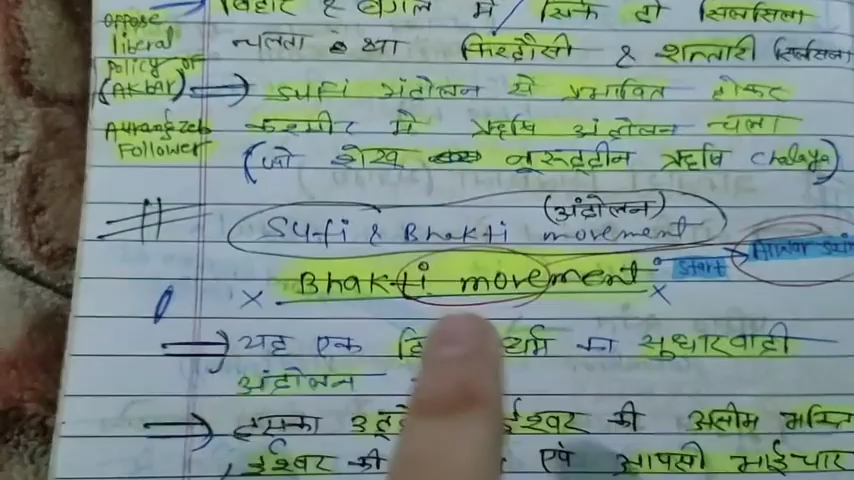 बिहार & बंगाल में सिर्फ दो सिलसिला
चलता था फिरदौसी & शत्तारी सिलसिला
oppose
liberal
policy of
(AKbar)
Aurangzeb
Follower
sufi आंदोलन से प्रभावित होकर
कश्मीर में ऋषि आंदोलन चला
(जो शेख नूरुद्दीन ऋषि chalaya)
(आंदोलन)
Sufi & Bhakti movement
Bhakti movement
start
Alwar
यह एक धर्म का सुधारवादी
आंदोलन
इसका ईश्वर की असीम भक्ति
ईश्वर की एवं आपसी भाईचार